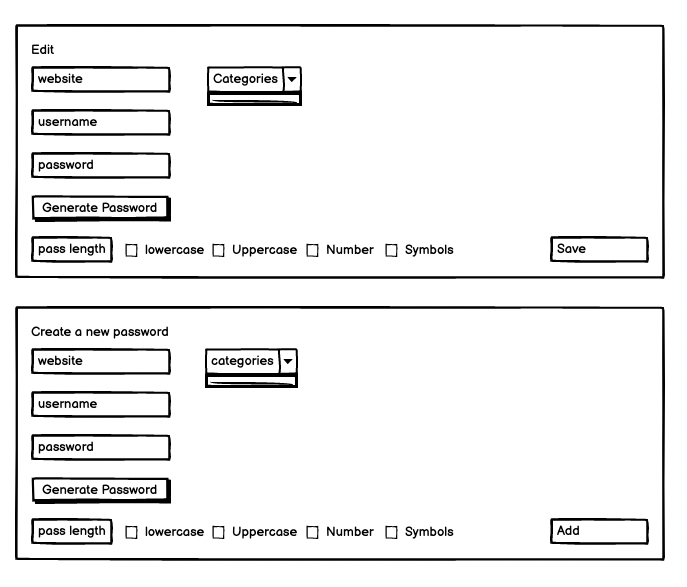 Edit
website Categories
username
password
Generate Password
pass length lowercase Uppercase Number Symbols Save
Create a new password
website categories
username
password
Generate Password
pass length lowercase Uppercase Number Symbols Add